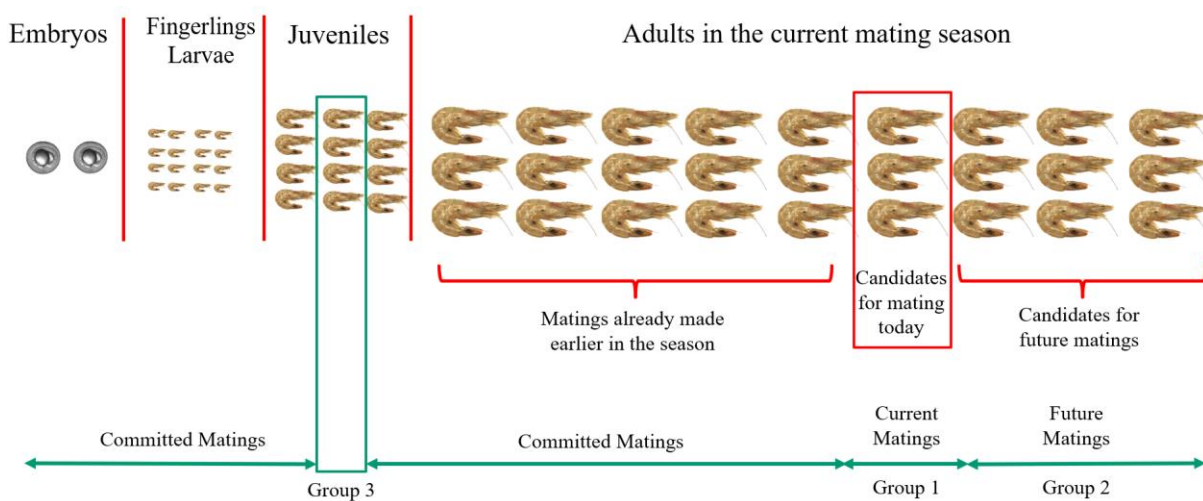 Embryos
Fingerlings
Larvae
Juveniles
Adults in the current mating season
Matings already made
earlier in the season
Candidates
for mating
today
Candidates for
future matings
Committed Matings
Committed Matings
Current
Matings
Future
Matings
Group 3
Group 1
Group 2